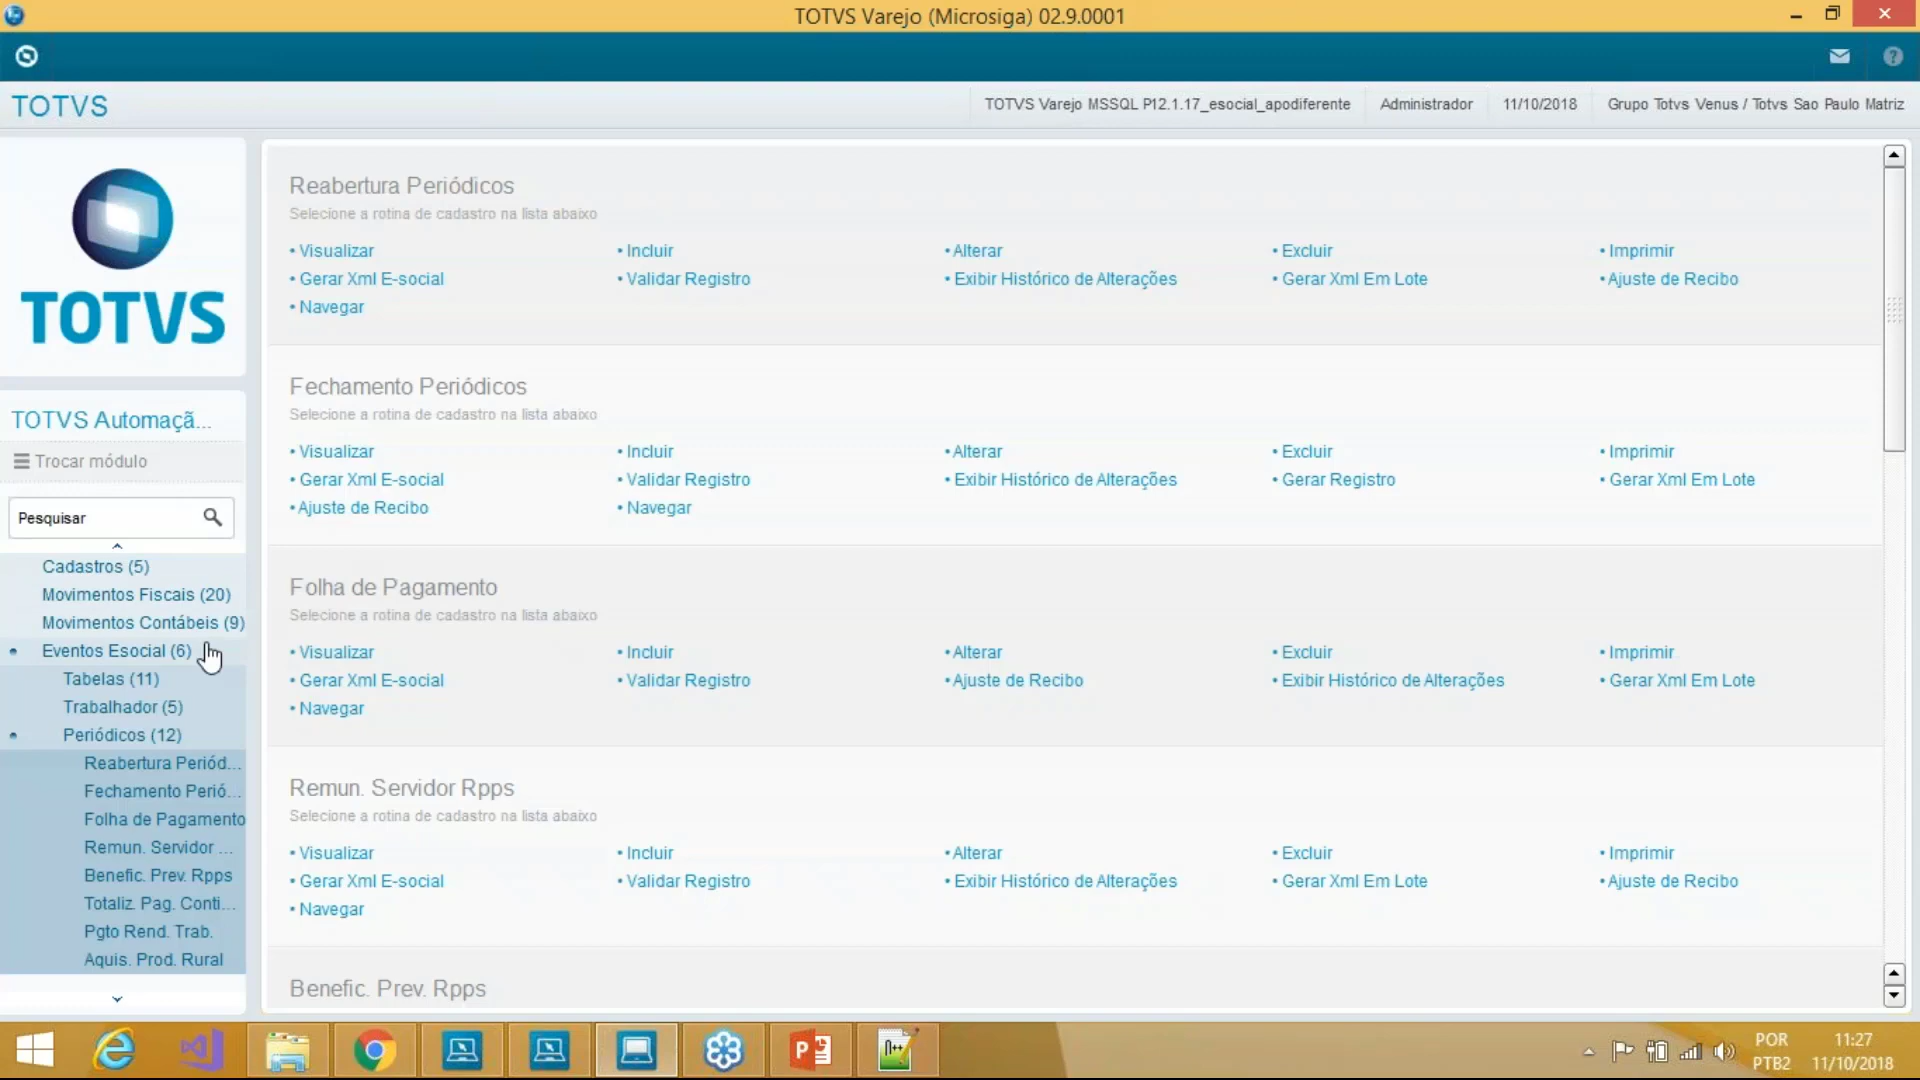 TOTVS Varejo (Microsiga) 02.9.0001
TOTVS
TOTVS Varejo MSSQL P12.1.17_esocial_apodiferente
Administrador
11/10/2018
Grupo Totvs Venus / Totvs Sao Paulo Matriz
TOTVS
TOTVS Automaçã...
Trocar módulo
Pesquisar
Cadastros (5)
Movimentos Fiscais (20)
Movimentos Contábeis (9)
• Eventos Esocial (6)
Tabelas (11)
Trabalhador (5)
• Periódicos (12)
Reabertura Periód...
Fechamento Perió...
Folha de Pagamento
Remun. Servidor ...
Benefic. Prev. Rpps
Totaliz. Pag. Conti...
Pgto Rend. Trab.
Aquis. Prod. Rural
Reabertura Periódicos
Selecione a rotina de cadastro na lista abaixo
• Visualizar • Incluir • Alterar • Excluir • Imprimir
• Gerar Xml E-social • Validar Registro • Exibir Histórico de Alterações • Gerar Xml Em Lote • Ajuste de Recibo
• Navegar
Fechamento Periódicos
Selecione a rotina de cadastro na lista abaixo
• Visualizar • Incluir • Alterar • Excluir • Imprimir
• Gerar Xml E-social • Validar Registro • Exibir Histórico de Alterações • Gerar Registro • Gerar Xml Em Lote
• Ajuste de Recibo • Navegar
Folha de Pagamento
Selecione a rotina de cadastro na lista abaixo
• Visualizar • Incluir • Alterar • Excluir • Imprimir
• Gerar Xml E-social • Validar Registro • Ajuste de Recibo • Exibir Histórico de Alterações • Gerar Xml Em Lote
• Navegar
Remun. Servidor Rpps
Selecione a rotina de cadastro na lista abaixo
• Visualizar • Incluir • Alterar • Excluir • Imprimir
• Gerar Xml E-social • Validar Registro • Exibir Histórico de Alterações • Gerar Xml Em Lote • Ajuste de Recibo
• Navegar
Benefic. Prev. Rpps
POR 11:27
PTB2 11/10/2018